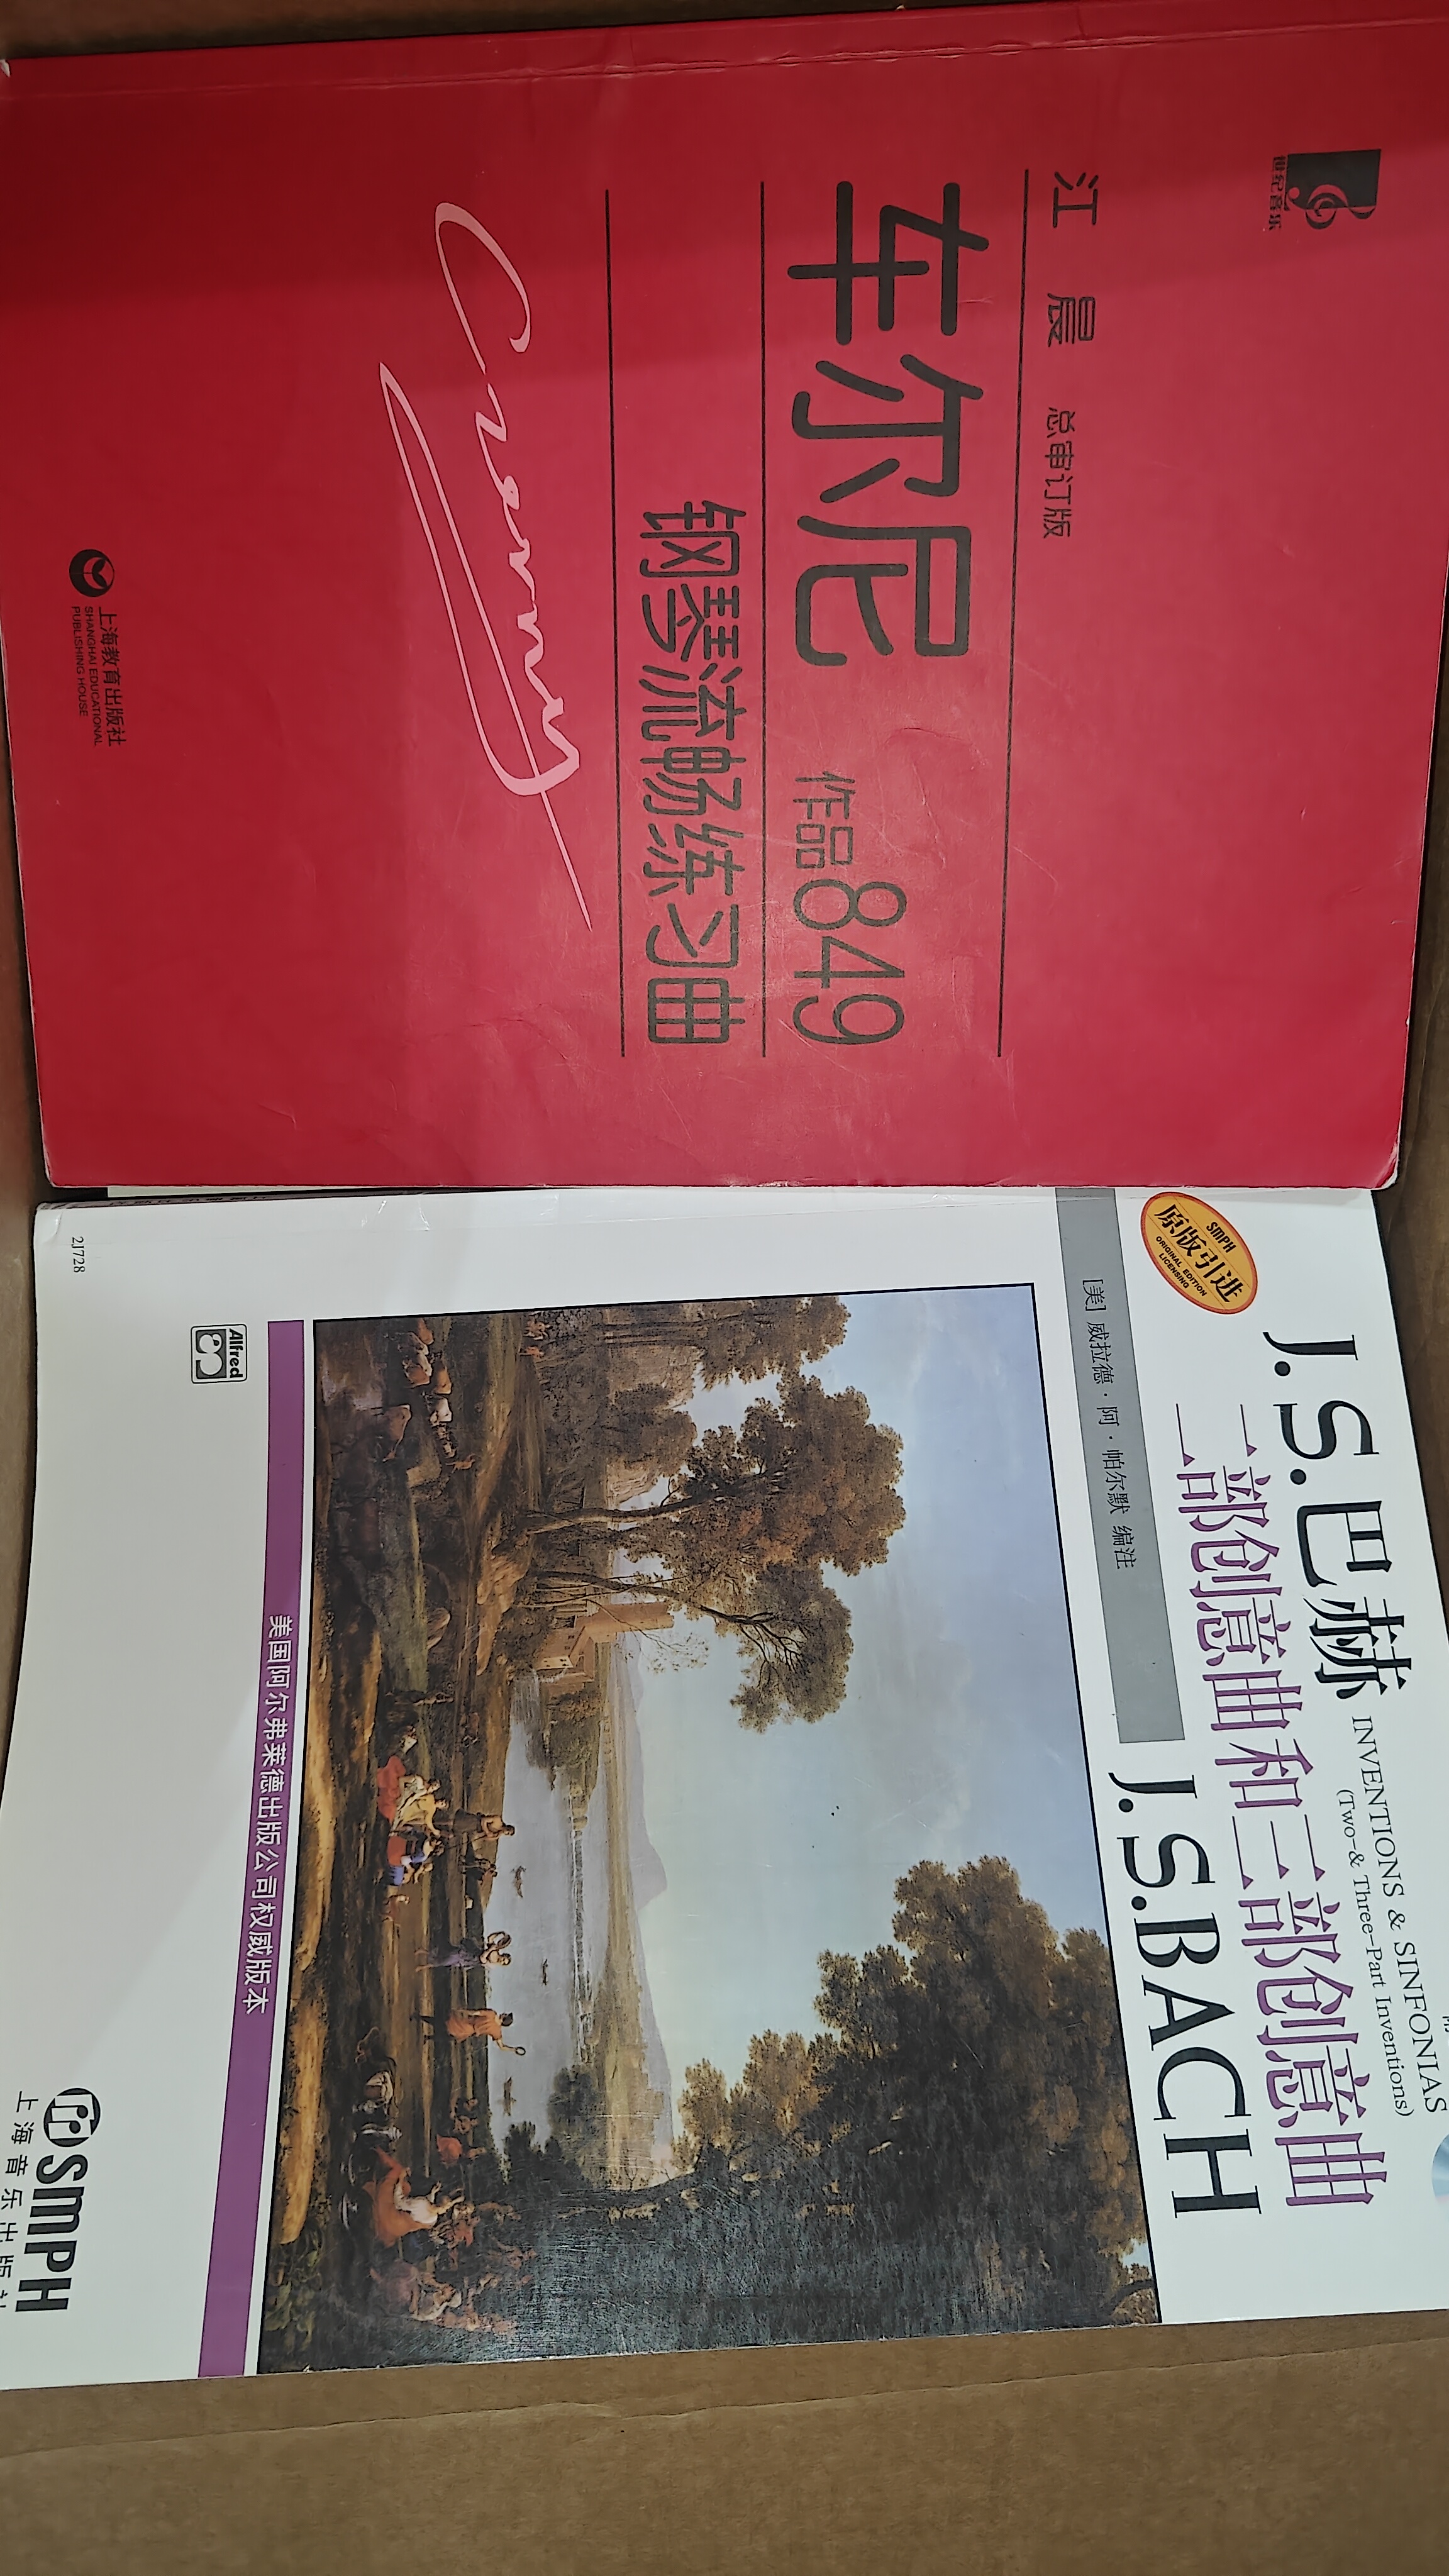 世纪音乐
江 晨 总审订版
车尔尼 作品849
钢琴流畅练习曲
Czerny
上海教育出版社
SHANGHAI EDUCATIONAL
PUBLISHING HOUSE
SMPH
原版引进
ORIGINAL EDITION
LICENSING
J. S. 巴赫
INVENTIONS & SINFONIAS
(Two-& Three-Part Inventions)
二部创意曲和三部创意曲
J. S. BACH
[美] 威拉德·阿·帕尔默 编注
美国阿尔弗莱德出版公司权威版本
Alfred
2J728
SMPH
上海音乐出版社